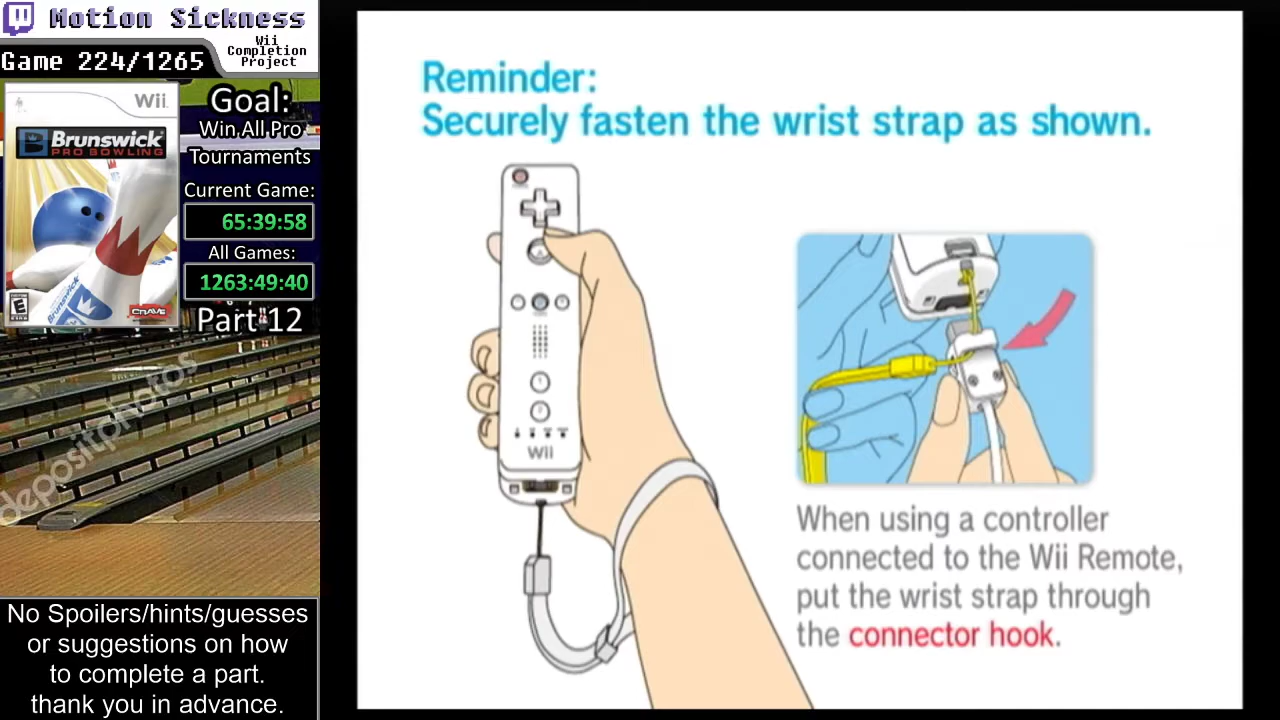 Motion Sickness
Wii
Completion
Project
Game 224/1265
Wii
Brunswick
PRO BOWLING
Brunswick
E
CRAVE
Goal:
Win All Pro
Tournaments
Current Game:
65:39:58
All Games:
1263:49:40
Part 12
depositphotos
No Spoilers/hints/guesses
or suggestions on how
to complete a part.
thank you in advance.
Reminder:
Securely fasten the wrist strap as shown.
Wii
When using a controller
connected to the Wii Remote,
put the wrist strap through
the connector hook.